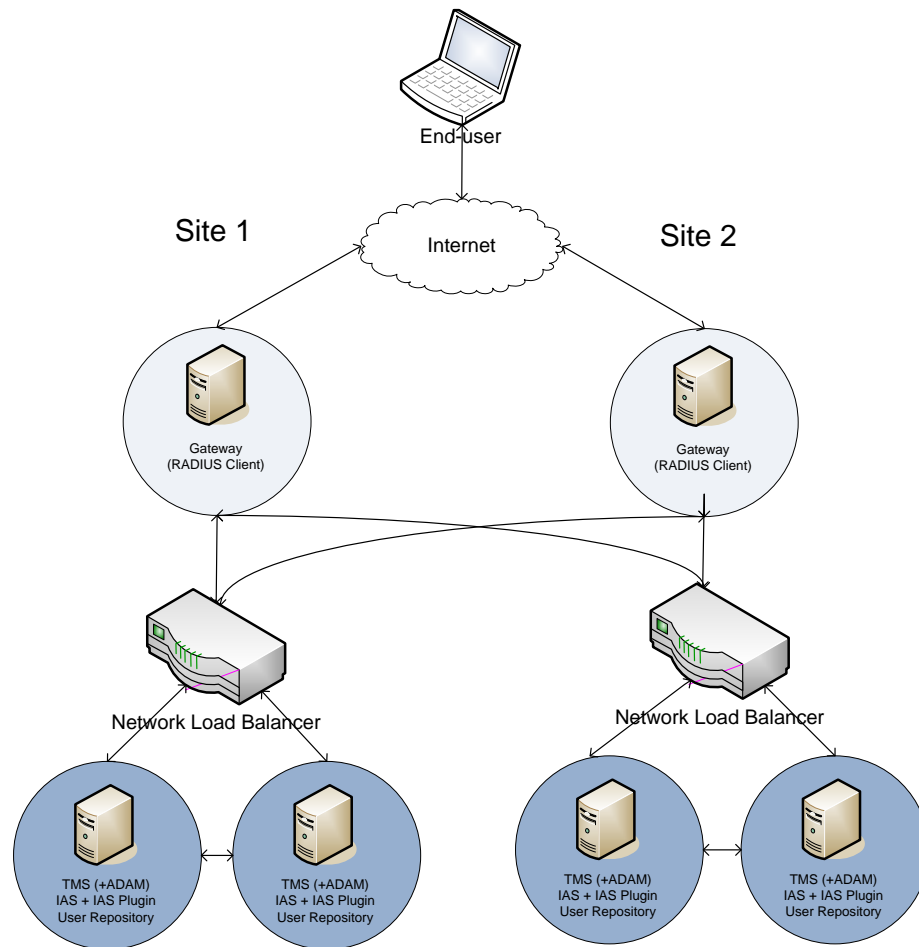 End-user
Internet
Site 1
Site 2
Gateway
(RADIUS Client)
Gateway
(RADIUS Client)
Network Load Balancer
Network Load Balancer
TMS (+ADAM)
IAS + IAS Plugin
User Repository
TMS (+ADAM)
IAS + IAS Plugin
User Repository
TMS (+ADAM)
IAS + IAS Plugin
User Repository
TMS (+ADAM)
IAS + IAS Plugin
User Repository